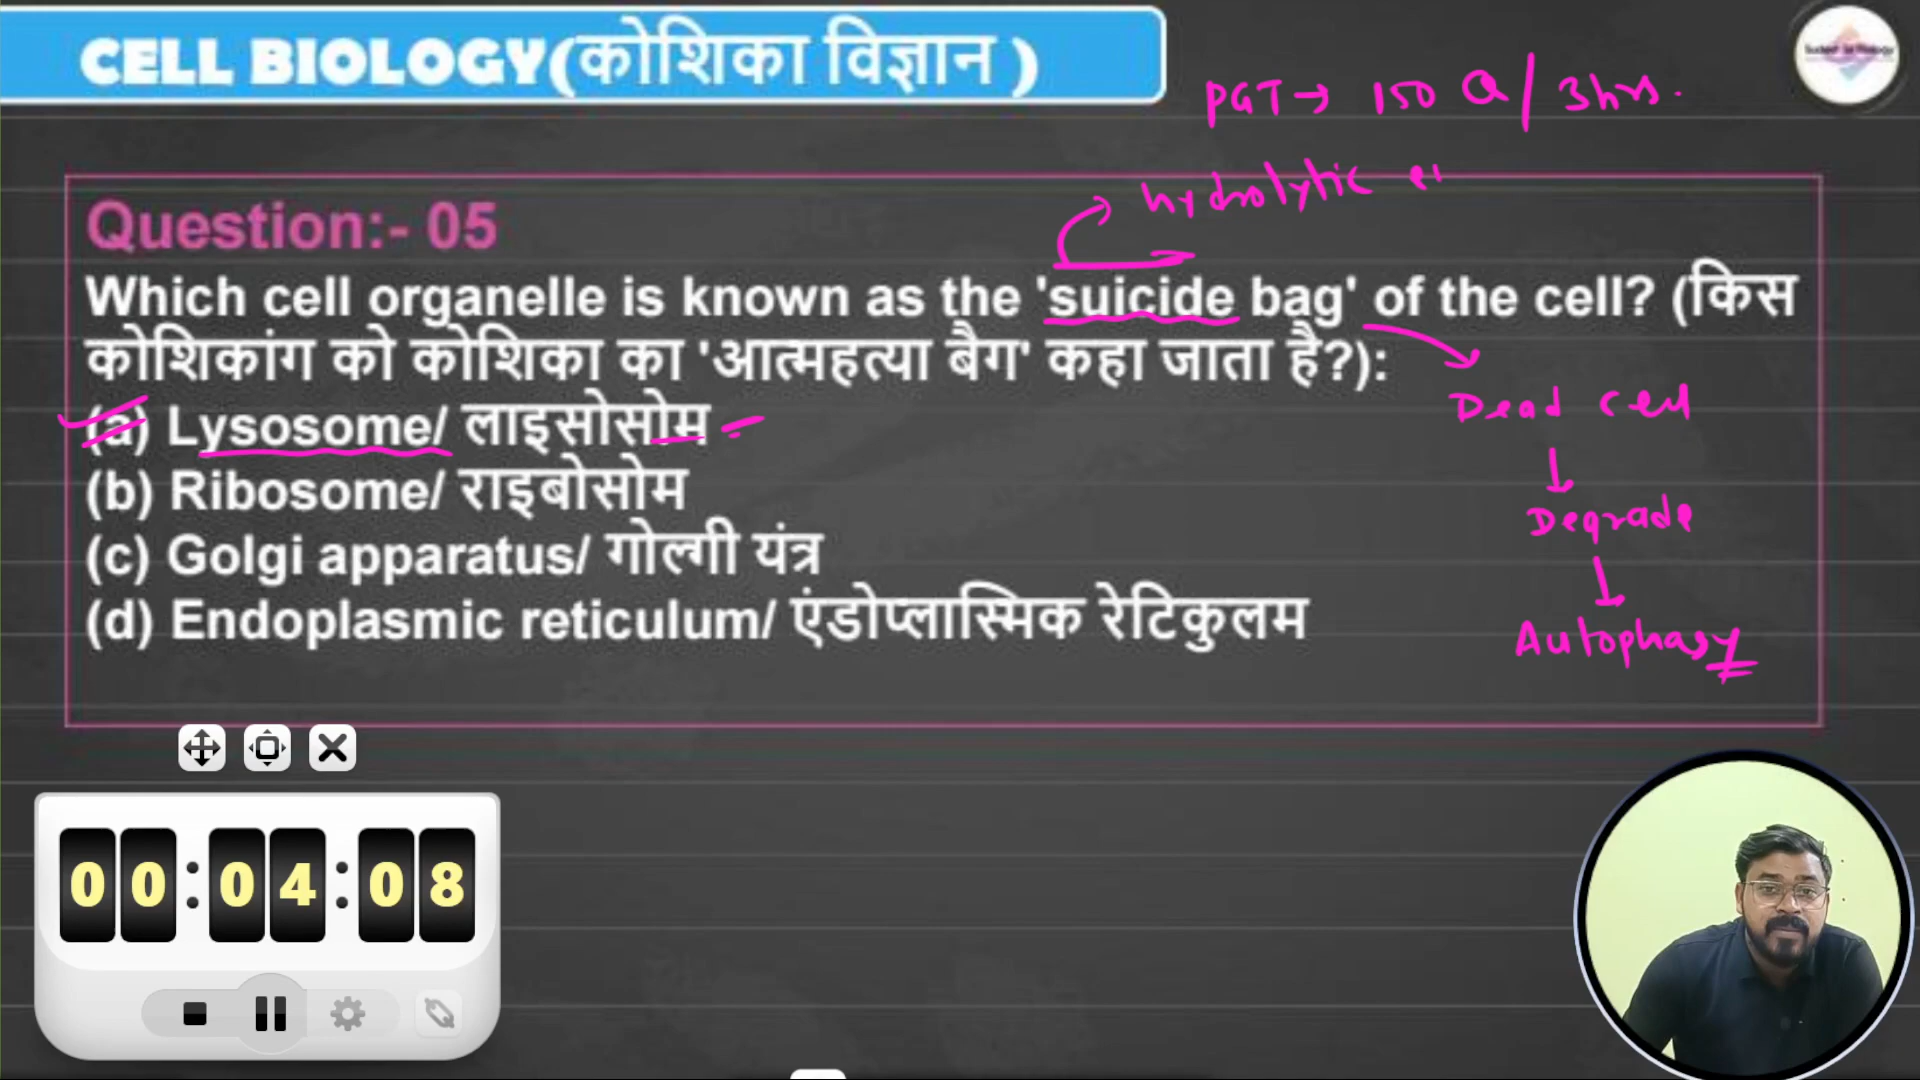 CELL BIOLOGY(कोशिका विज्ञान )
PGT → 150 Q / 3hrs.
hydrolytic
Question:- 05
Which cell organelle is known as the 'suicide bag' of the cell? (किस
कोशिकांग को कोशिका का 'आत्महत्या बैग' कहा जाता है?):
(a) Lysosome/ लाइसोसोम
(b) Ribosome/ राइबोसोम
(c) Golgi apparatus/ गोल्गी यंत्र
(d) Endoplasmic reticulum/ एंडोप्लास्मिक रेटिकुलम
Dead cell
Degrade
Autophagy
00:04:08